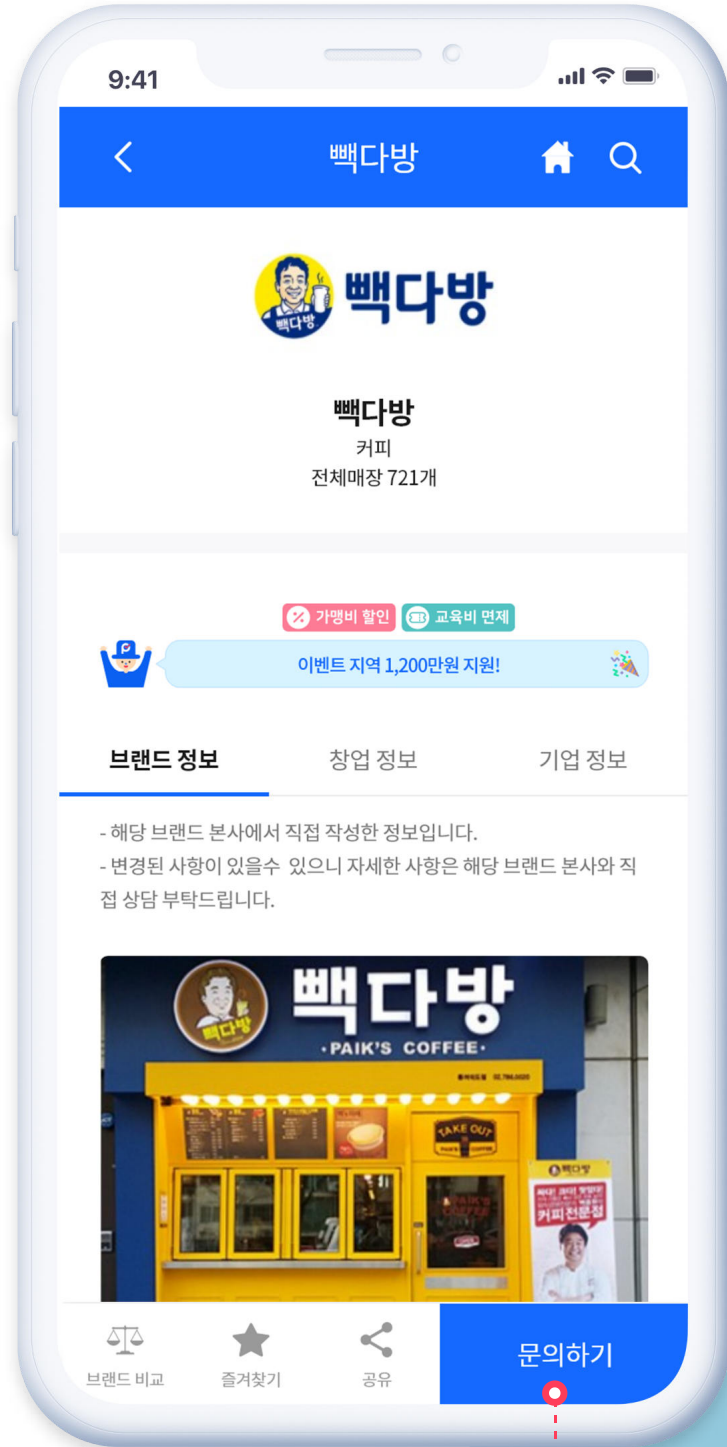 9:41
빽다방
빽다방
빽다방
빽다방
커피
전체매장 721개
가맹비 할인 교육비 면제
이벤트 지역 1,200만원 지원!
브랜드 정보 창업 정보 기업 정보
- 해당 브랜드 본사에서 직접 작성한 정보입니다.
- 변경된 사항이 있을수 있으니 자세한 사항은 해당 브랜드 본사와 직
접 상담 부탁드립니다.
빽다방
빽다방
·PAIK'S COFFEE·
TAKE OUT
PAIK'S COFFEE
빽다방
커피전문점
브랜드 비교 즐겨찾기 공유 문의하기